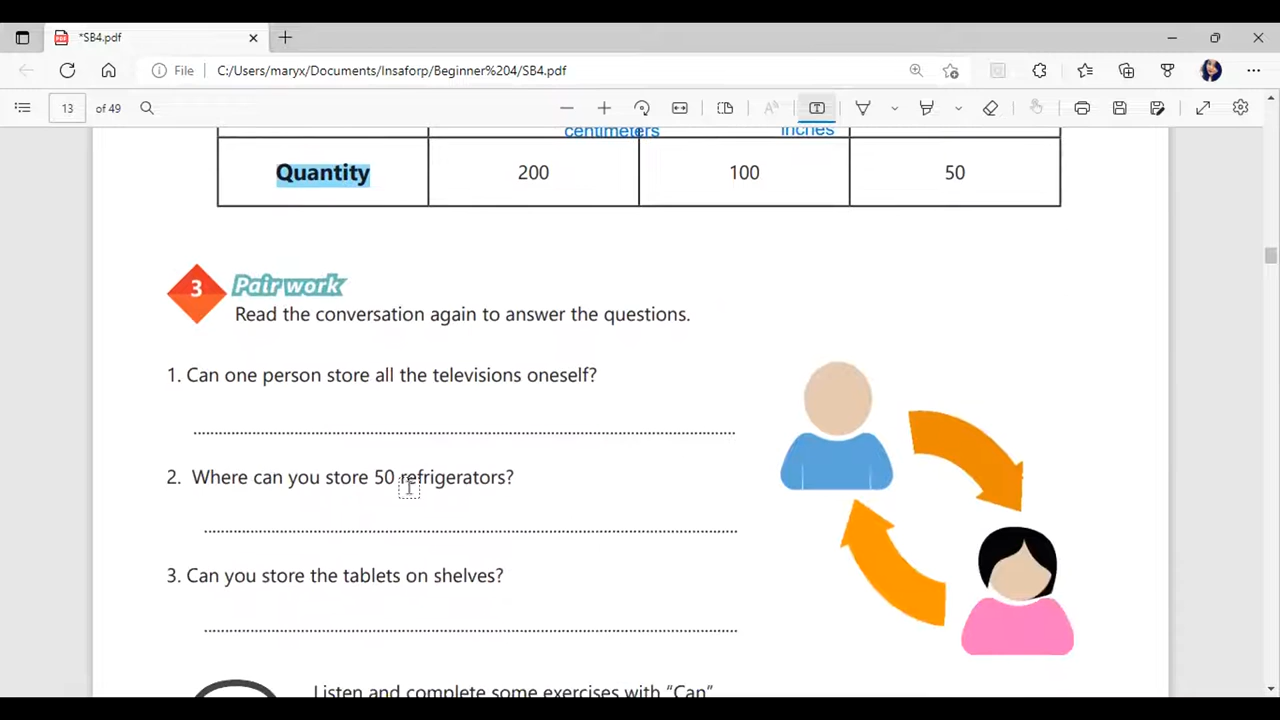 *SB4.pdf
File C:/Users/maryx/Documents/Insaforp/Beginner%204/SB4.pdf
13 of 49
centimeters inches
Quantity 200 100 50
3 Pair work
Read the conversation again to answer the questions.
1. Can one person store all the televisions oneself?
2. Where can you store 50 refrigerators?
3. Can you store the tablets on shelves?
Listen and complete some exercises with "Can"